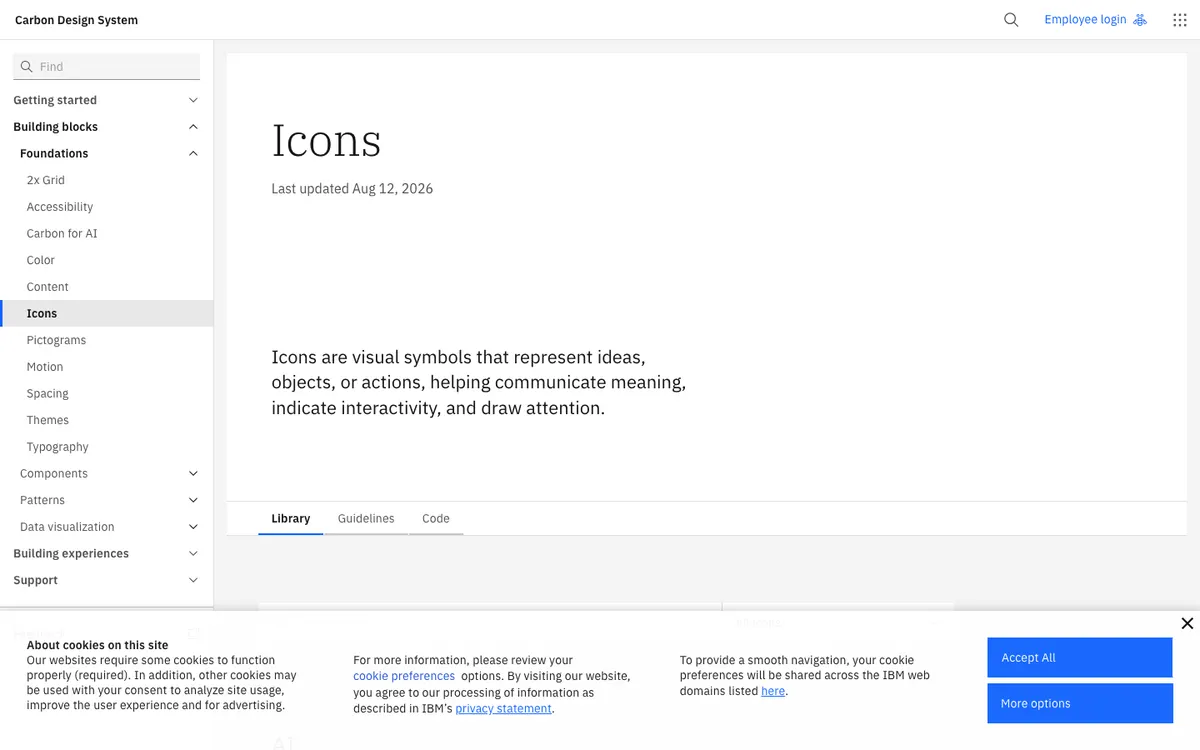 Carbon Design System
Employee login
Find
Getting started
Building blocks
Foundations
2x Grid
Accessibility
Carbon for AI
Color
Content
Icons
Pictograms
Motion
Spacing
Themes
Typography
Components
Patterns
Data visualization
Building experiences
Support
Icons
Last updated Aug 12, 2026
Icons are visual symbols that represent ideas,
objects, or actions, helping communicate meaning,
indicate interactivity, and draw attention.
Library
Guidelines
Code
About cookies on this site
Our websites require some cookies to function
properly (required). In addition, other cookies may
be used with your consent to analyze site usage,
improve the user experience and for advertising.
For more information, please review your
cookie preferences options. By visiting our website,
you agree to our processing of information as
described in IBM's privacy statement.
To provide a smooth navigation, your cookie
preferences will be shared across the IBM web
domains listed here.
Accept All
More options